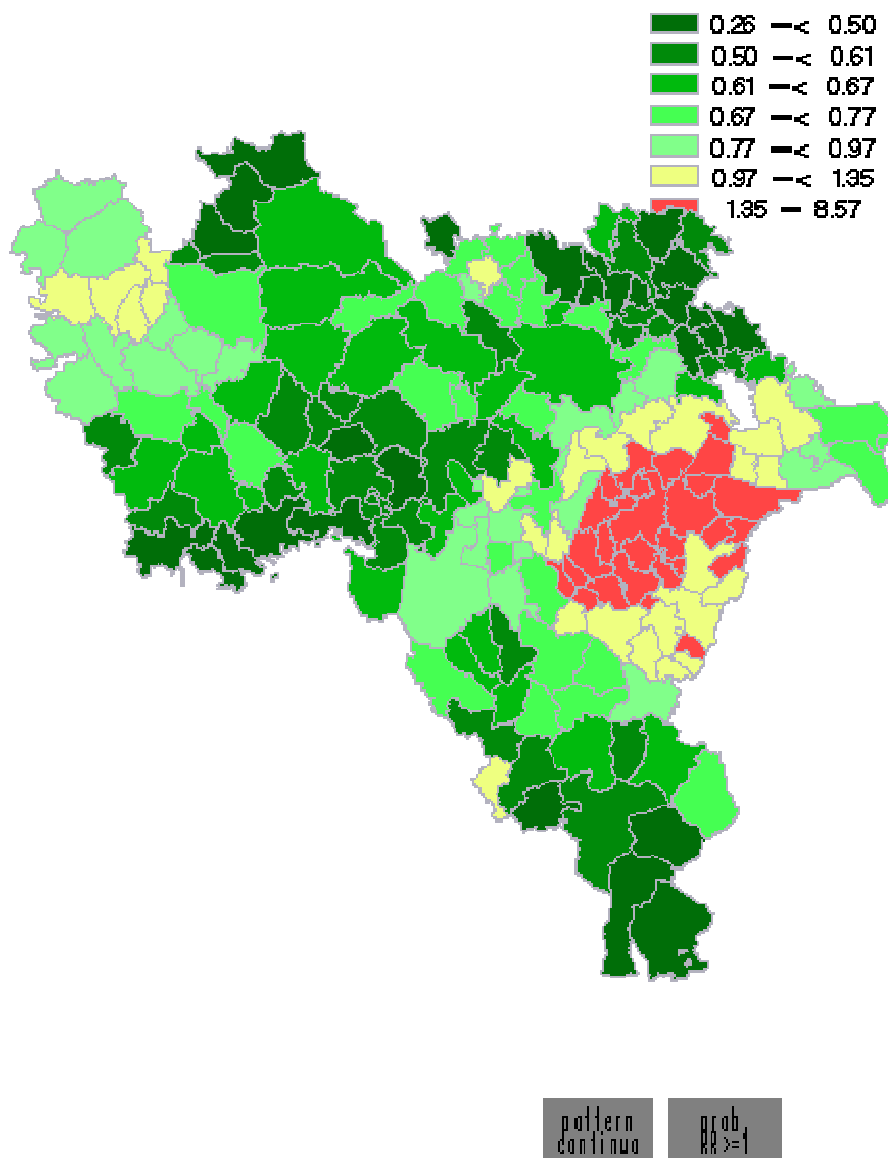 0.26 —< 0.50
0.50 —< 0.61
0.61 —< 0.67
0.67 —< 0.77
0.77 —< 0.97
0.97 —< 1.35
1.35 — 8.57
pattern
continuo
prob.
RR >=1